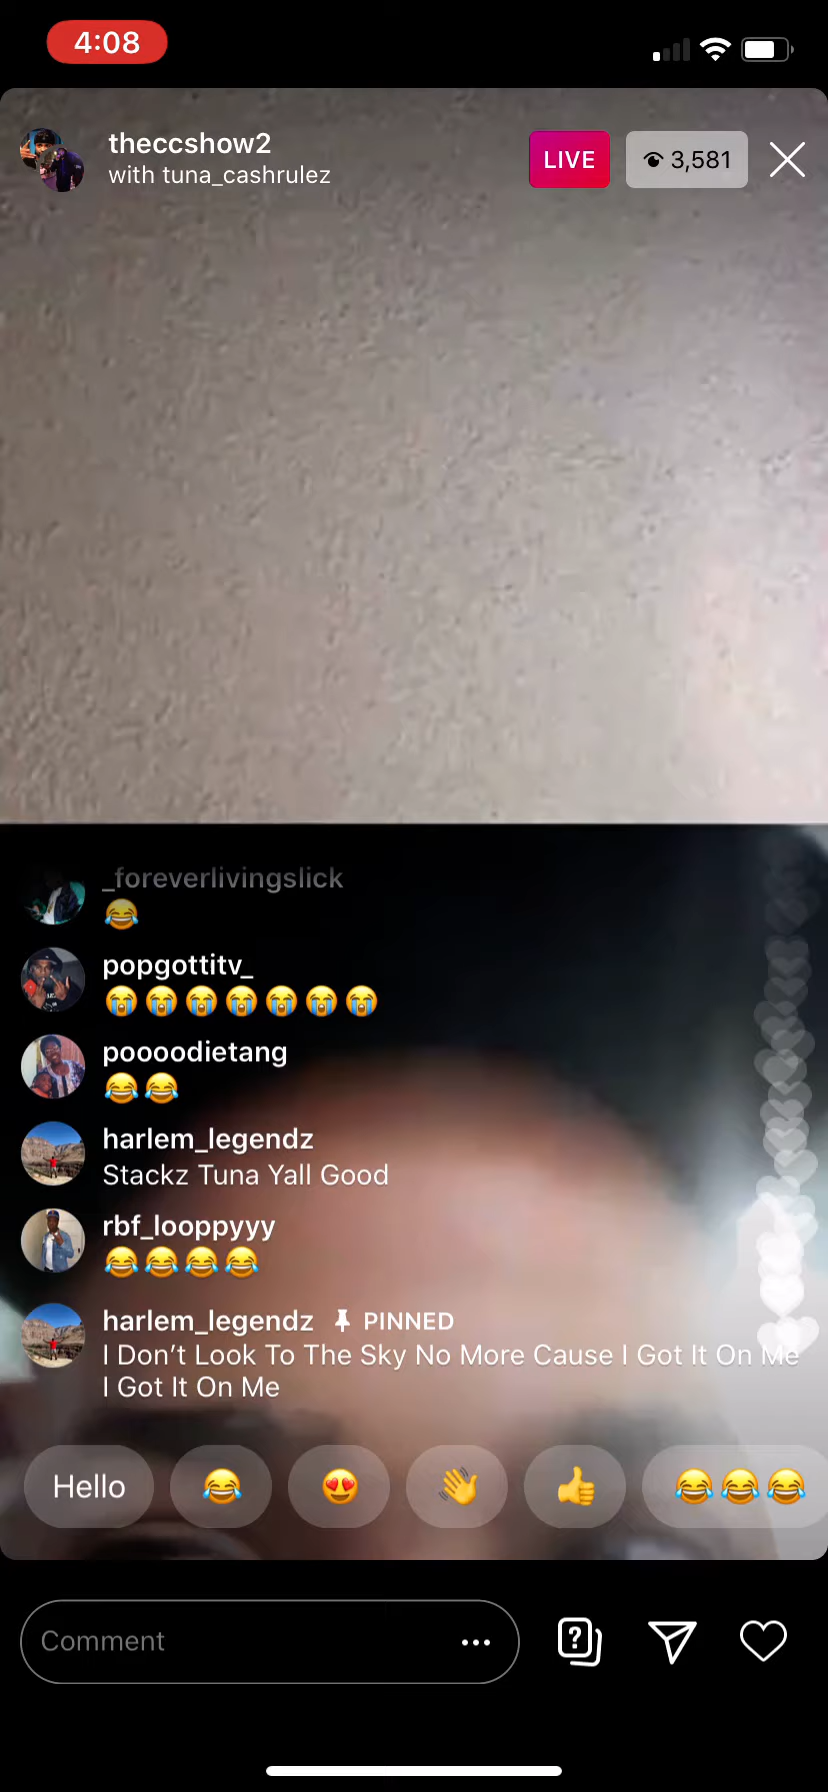 4:08
theccshow2
with tuna_cashrulez
LIVE
3,581
_foreverlivingslick
😂
popgottitv_
😭😭😭😭😭😭😭
poooodietang
😂😂
harlem_legendz
Stackz Tuna Yall Good
rbf_looppyyy
😂😂😂😂
harlem_legendz PINNED
I Don’t Look To The Sky No More Cause I Got It On Me
I Got It On Me
Hello 😂 😍 👋 👍 😂😂😂
Comment